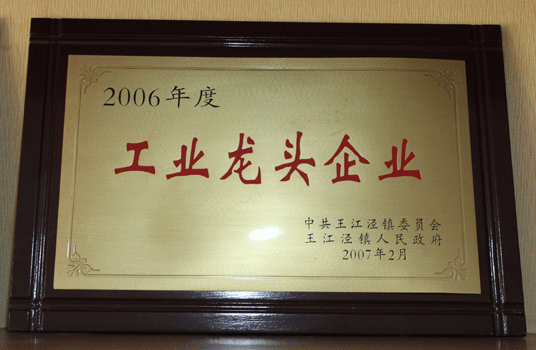 2006年度
工业龙头企业
中共王江泾镇委员会
王江泾镇人民政府
2007年2月